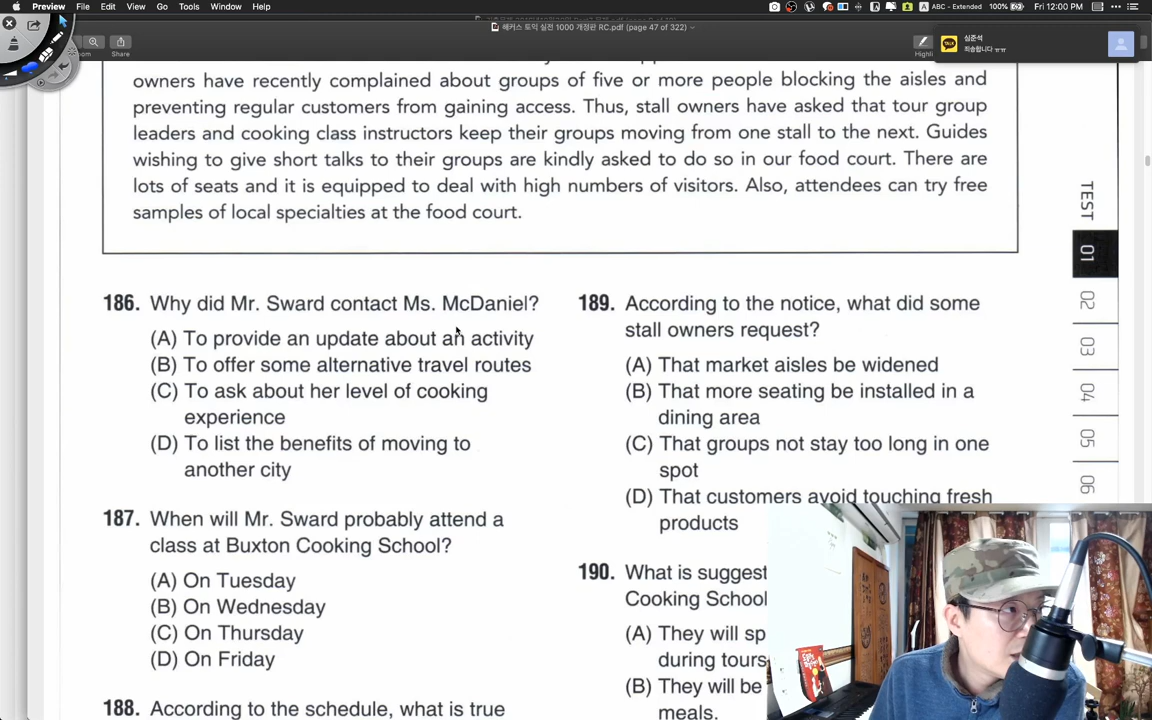 Preview File Edit View Go Tools Window Help
ABC - Extended 100% Fri 12:00 PM
해커스 토익 실전 1000 개정판 RC.pdf (page 47 of 322)
Share
심준석
죄송합니다 ㅠㅠ
owners have recently complained about groups of five or more people blocking the aisles and
preventing regular customers from gaining access. Thus, stall owners have asked that tour group
leaders and cooking class instructors keep their groups moving from one stall to the next. Guides
wishing to give short talks to their groups are kindly asked to do so in our food court. There are
lots of seats and it is equipped to deal with high numbers of visitors. Also, attendees can try free
samples of local specialties at the food court.
186. Why did Mr. Sward contact Ms. McDaniel?
(A) To provide an update about an activity
(B) To offer some alternative travel routes
(C) To ask about her level of cooking
experience
(D) To list the benefits of moving to
another city
187. When will Mr. Sward probably attend a
class at Buxton Cooking School?
(A) On Tuesday
(B) On Wednesday
(C) On Thursday
(D) On Friday
188. According to the schedule, what is true
189. According to the notice, what did some
stall owners request?
(A) That market aisles be widened
(B) That more seating be installed in a
dining area
(C) That groups not stay too long in one
spot
(D) That customers avoid touching fresh
products
190. What is suggest
Cooking School
(A) They will sp
during tours
(B) They will be
meals.
TEST
01
02
03
04
05
06